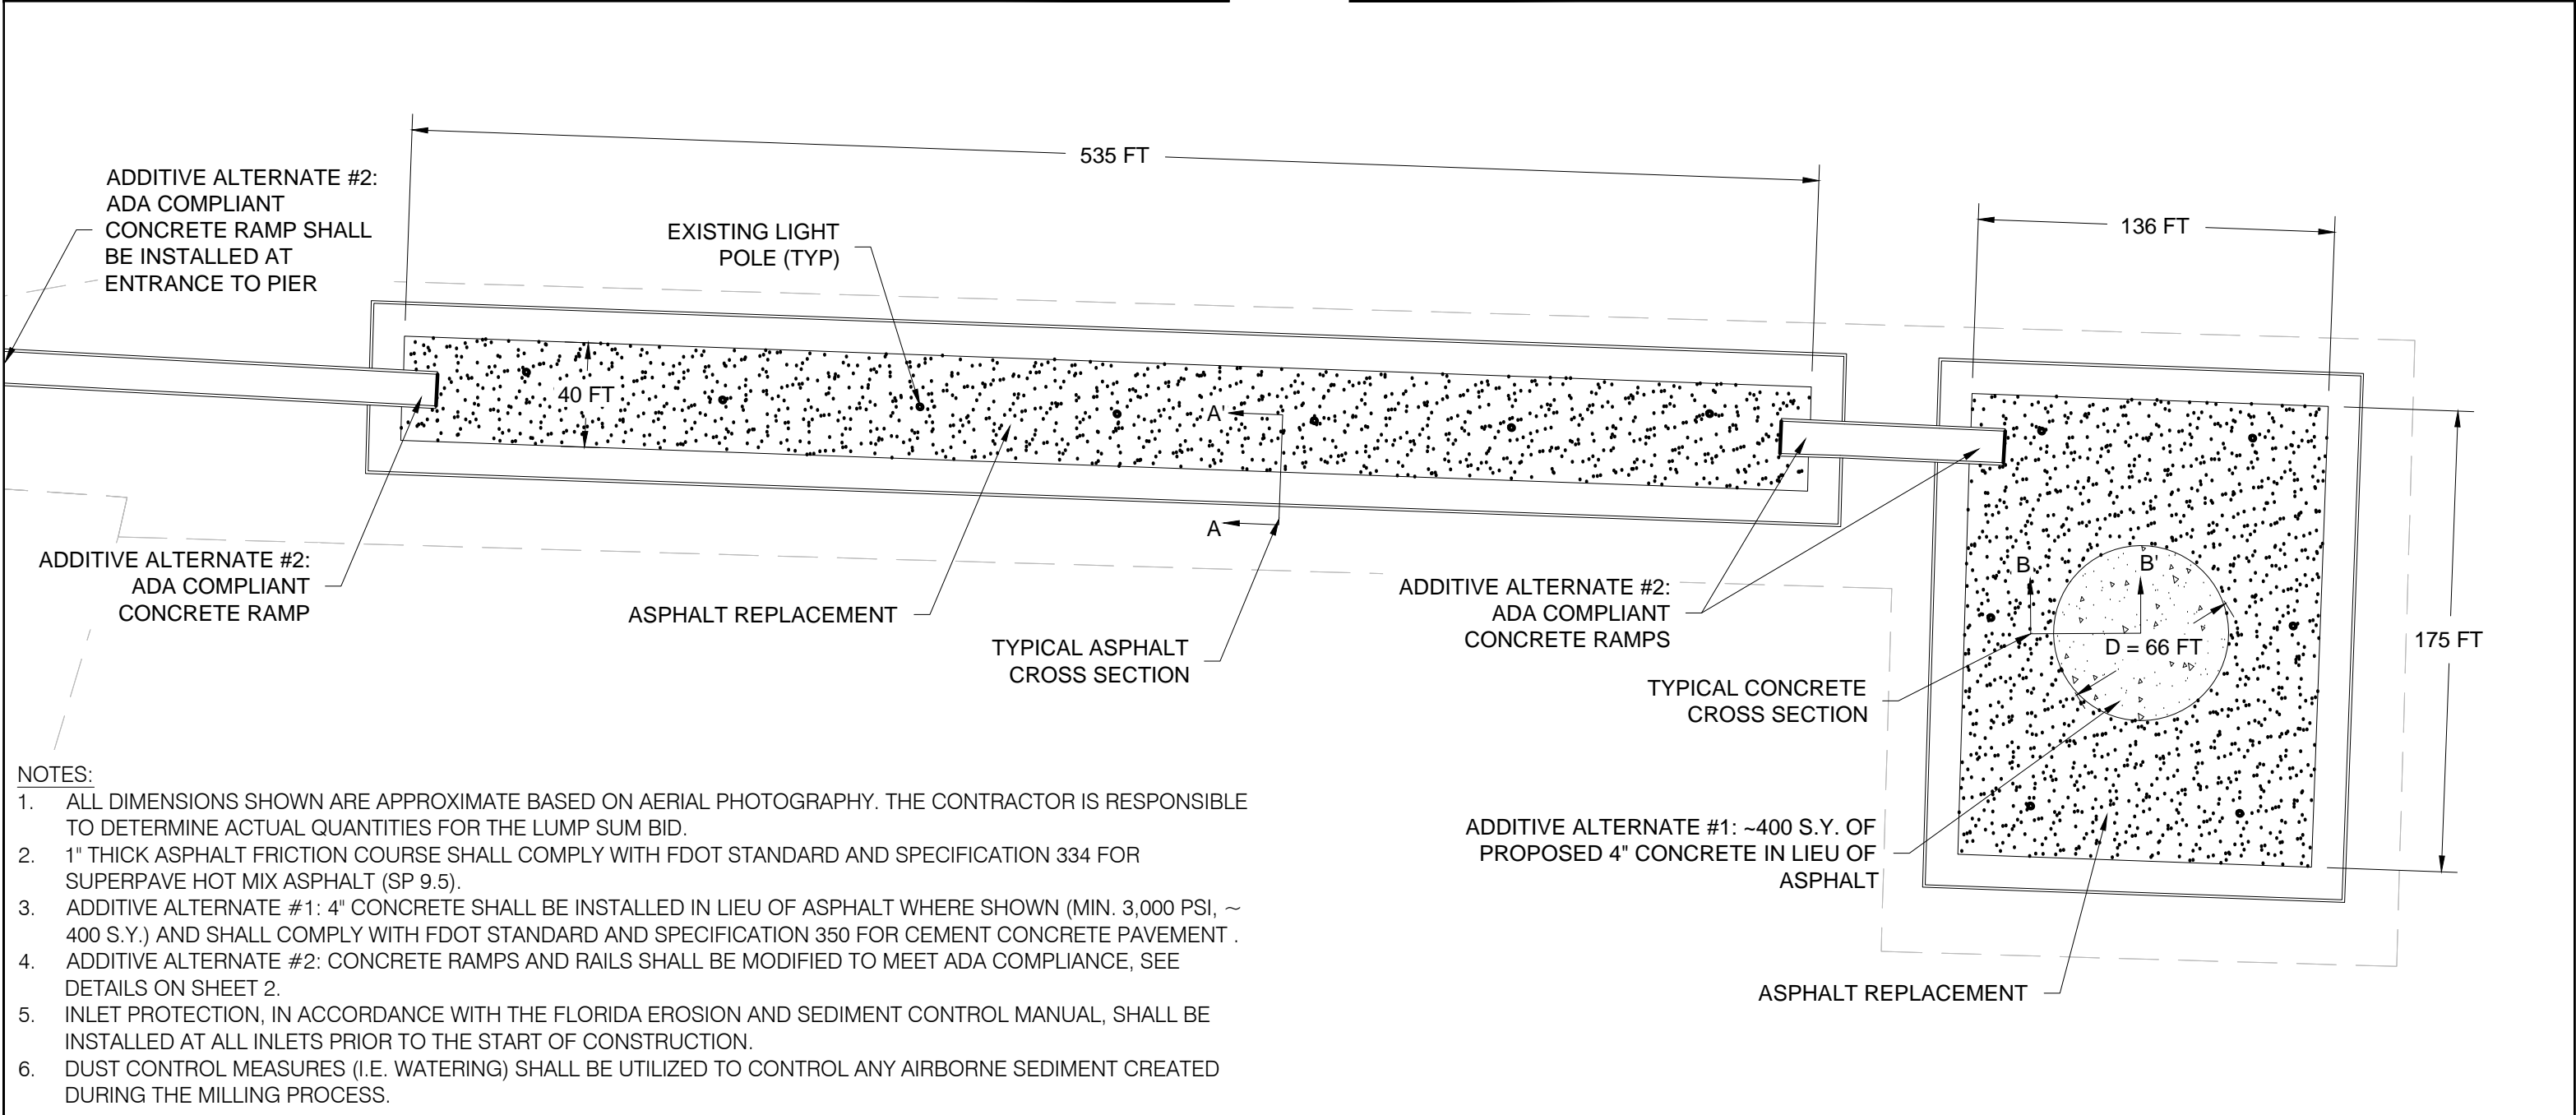 535 FT
136 FT
ADDITIVE ALTERNATE #2:
ADA COMPLIANT
CONCRETE RAMP SHALL
BE INSTALLED AT
ENTRANCE TO PIER
EXISTING LIGHT
POLE (TYP)
40 FT
A'
A
ADDITIVE ALTERNATE #2:
ADA COMPLIANT
CONCRETE RAMP
ASPHALT REPLACEMENT
TYPICAL ASPHALT
CROSS SECTION
ADDITIVE ALTERNATE #2:
ADA COMPLIANT
CONCRETE RAMPS
B
B'
D = 66 FT
175 FT
TYPICAL CONCRETE
CROSS SECTION
ADDITIVE ALTERNATE #1: ~400 S.Y. OF
PROPOSED 4" CONCRETE IN LIEU OF
ASPHALT
ASPHALT REPLACEMENT
NOTES:
1. ALL DIMENSIONS SHOWN ARE APPROXIMATE BASED ON AERIAL PHOTOGRAPHY. THE CONTRACTOR IS RESPONSIBLE
TO DETERMINE ACTUAL QUANTITIES FOR THE LUMP SUM BID.
2. 1" THICK ASPHALT FRICTION COURSE SHALL COMPLY WITH FDOT STANDARD AND SPECIFICATION 334 FOR
SUPERPAVE HOT MIX ASPHALT (SP 9.5).
3. ADDITIVE ALTERNATE #1: 4" CONCRETE SHALL BE INSTALLED IN LIEU OF ASPHALT WHERE SHOWN (MIN. 3,000 PSI, ~
400 S.Y.) AND SHALL COMPLY WITH FDOT STANDARD AND SPECIFICATION 350 FOR CEMENT CONCRETE PAVEMENT .
4. ADDITIVE ALTERNATE #2: CONCRETE RAMPS AND RAILS SHALL BE MODIFIED TO MEET ADA COMPLIANCE, SEE
DETAILS ON SHEET 2.
5. INLET PROTECTION, IN ACCORDANCE WITH THE FLORIDA EROSION AND SEDIMENT CONTROL MANUAL, SHALL BE
INSTALLED AT ALL INLETS PRIOR TO THE START OF CONSTRUCTION.
6. DUST CONTROL MEASURES (I.E. WATERING) SHALL BE UTILIZED TO CONTROL ANY AIRBORNE SEDIMENT CREATED
DURING THE MILLING PROCESS.